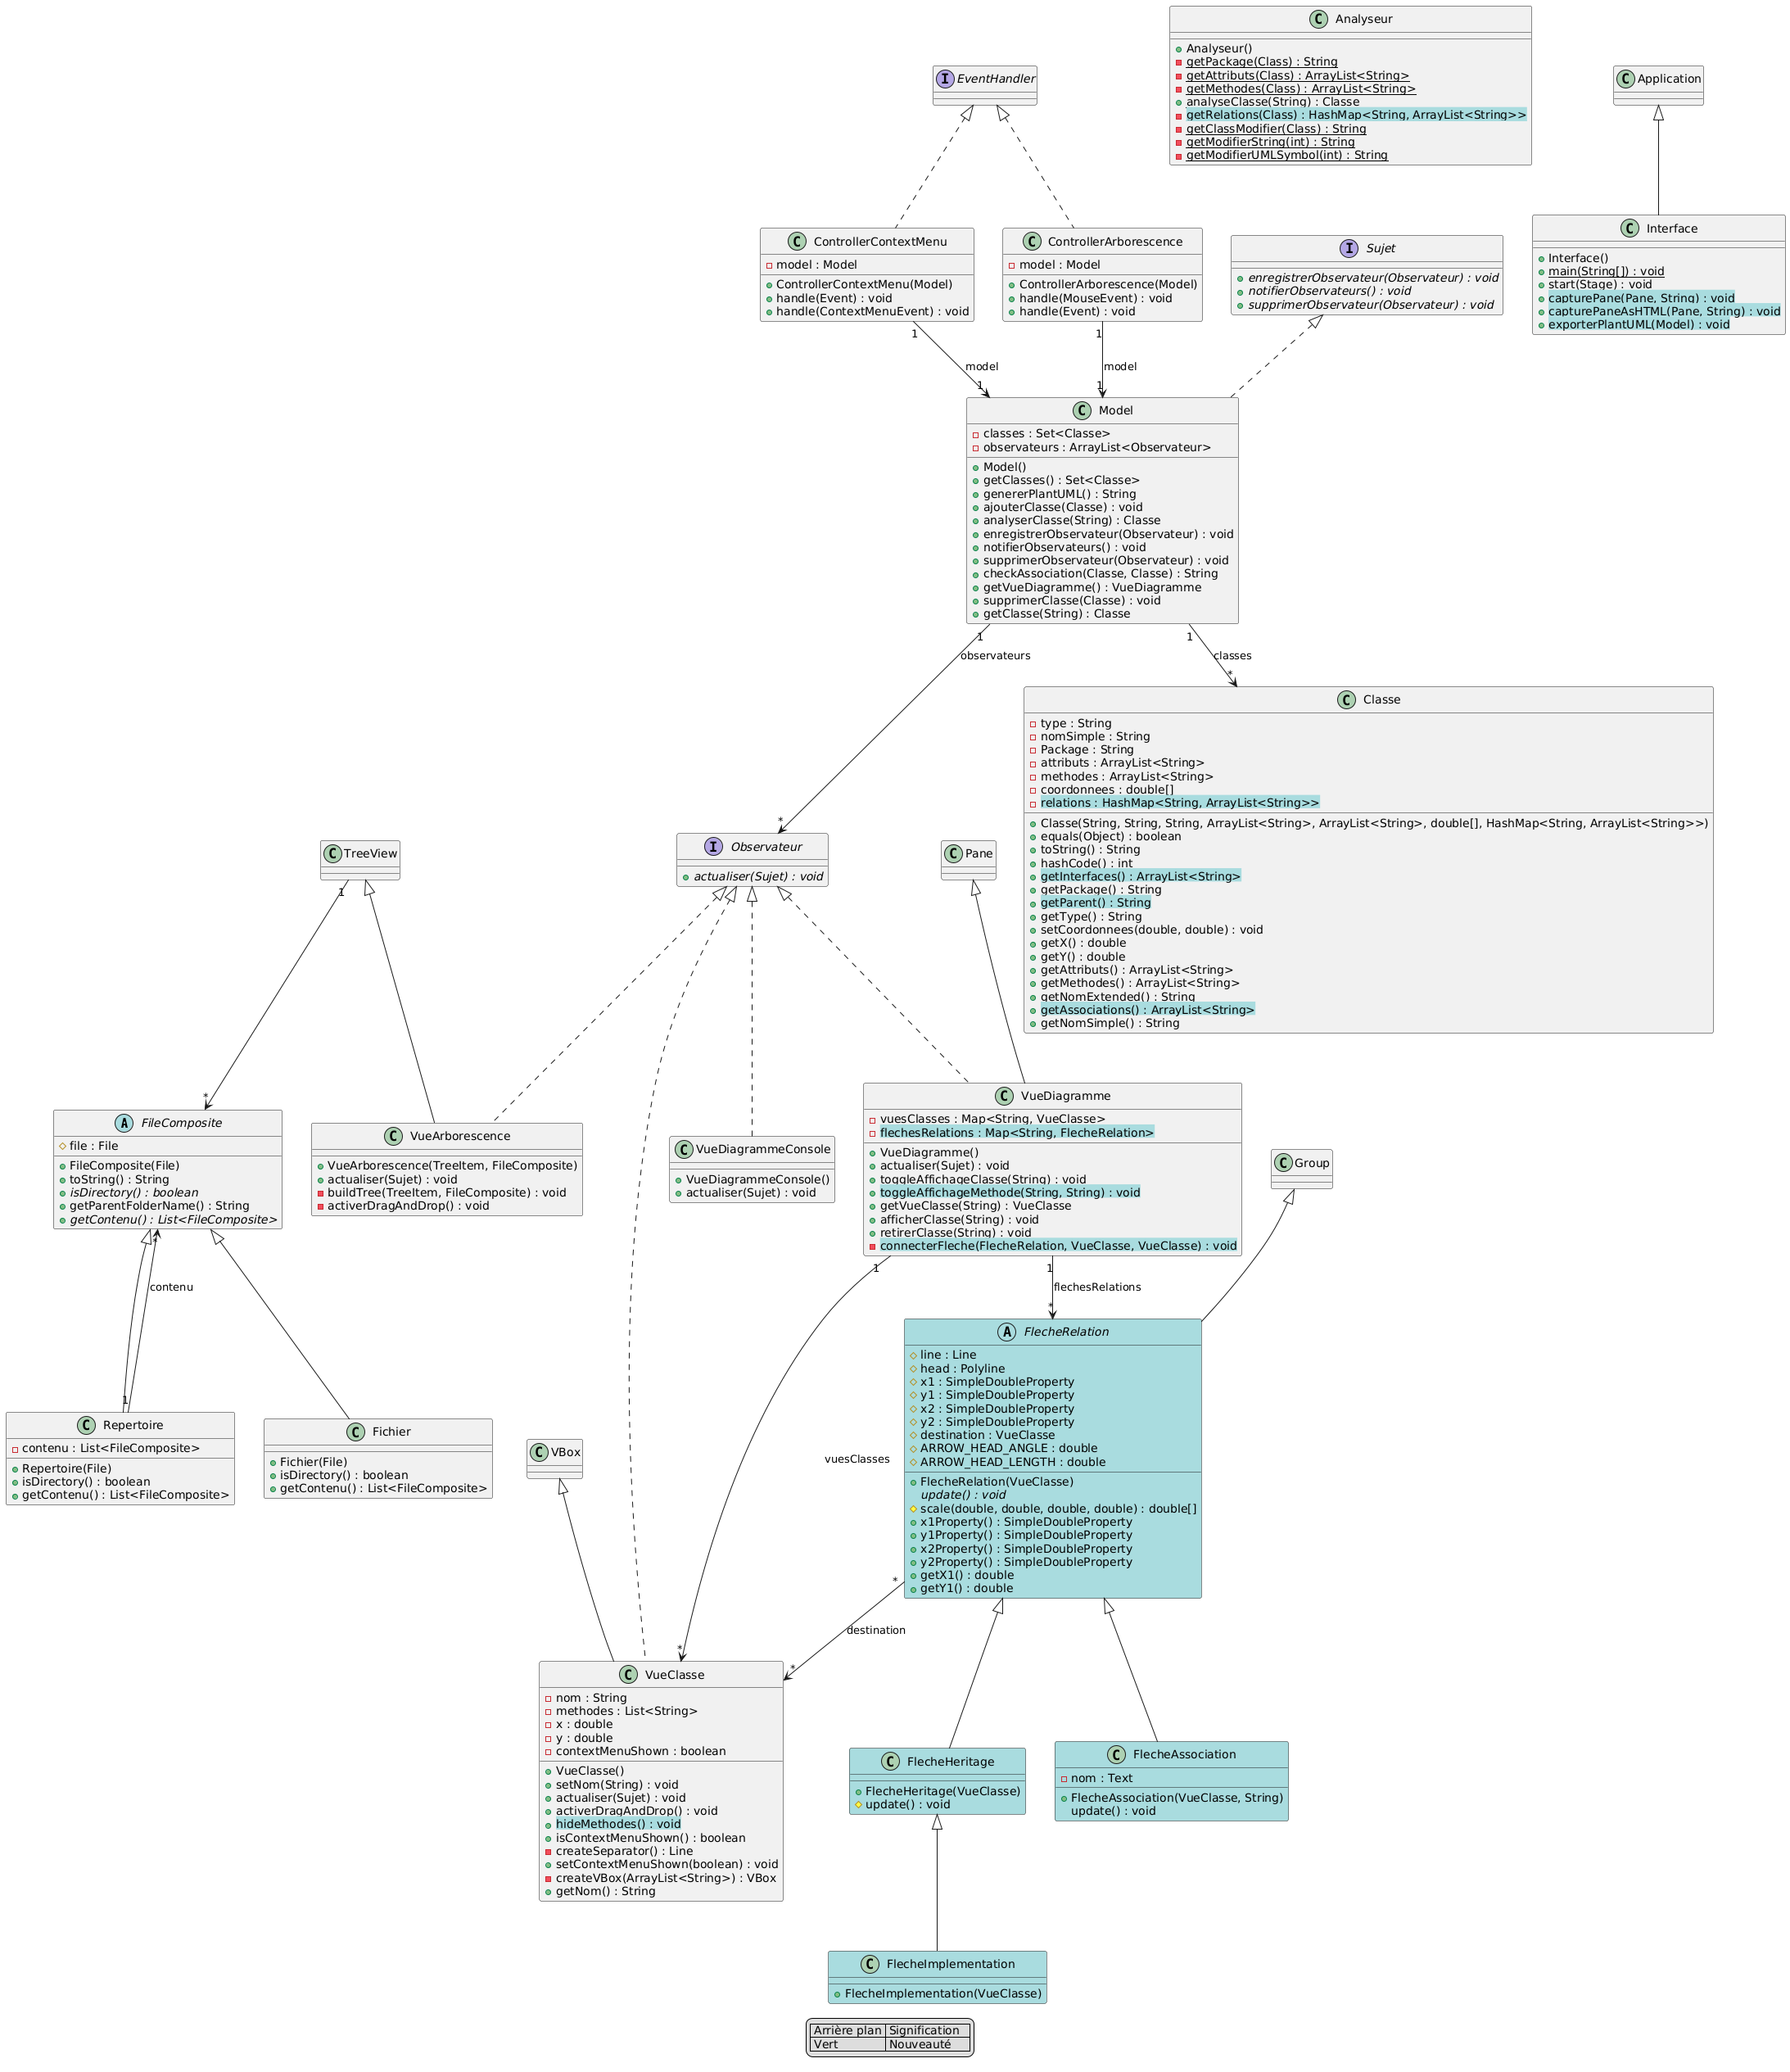 Analyseur
Analyseur()
getPackage(Class) : String
getAttributs(Class) : ArrayList<String>
getMethodes(Class) : ArrayList<String>
analyseClasse(String) : Classe
getRelations(Class) : HashMap<String, ArrayList<String>>
getClassModifier(Class) : String
getModifierString(int) : String
getModifierUMLSymbol(int) : String
EventHandler
Application
ControllerContextMenu
model : Model
ControllerContextMenu(Model)
handle(Event) : void
handle(ContextMenuEvent) : void
ControllerArborescence
model : Model
ControllerArborescence(Model)
handle(MouseEvent) : void
handle(Event) : void
Sujet
enregistrerObservateur(Observateur) : void
notifierObservateurs() : void
supprimerObservateur(Observateur) : void
Interface
Interface()
main(String[]) : void
start(Stage) : void
capturePane(Pane, String) : void
capturePaneAsHTML(Pane, String) : void
exporterPlantUML(Model) : void
1
1
model
model
1
1
Model
classes : Set<Classe>
observateurs : ArrayList<Observateur>
Model()
getClasses() : Set<Classe>
genererPlantUML() : String
ajouterClasse(Classe) : void
analyserClasse(String) : Classe
enregistrerObservateur(Observateur) : void
notifierObservateurs() : void
supprimerObservateur(Observateur) : void
checkAssociation(Classe, Classe) : String
getVueDiagramme() : VueDiagramme
supprimerClasse(Classe) : void
getClasse(String) : Classe
1
1
observateurs
classes
*
Classe
type : String
nomSimple : String
Package : String
attributs : ArrayList<String>
methodes : ArrayList<String>
coordonnees : double[]
relations : HashMap<String, ArrayList<String>>
Classe(String, String, String, ArrayList<String>, ArrayList<String>, double[], HashMap<String, ArrayList<String>>)
equals(Object) : boolean
toString() : String
hashCode() : int
getInterfaces() : ArrayList<String>
getPackage() : String
getParent() : String
getType() : String
setCoordonnees(double, double) : void
getX() : double
getY() : double
getAttributs() : ArrayList<String>
getMethodes() : ArrayList<String>
getNomExtended() : String
getAssociations() : ArrayList<String>
getNomSimple() : String
*
TreeView
Observateur
actualiser(Sujet) : void
Pane
1
*
FileComposite
# file : File
FileComposite(File)
toString() : String
isDirectory() : boolean
getParentFolderName() : String
getContenu() : List<FileComposite>
VueArborescence
VueArborescence(TreeItem, FileComposite)
actualiser(Sujet) : void
buildTree(TreeItem, FileComposite) : void
activerDragAndDrop() : void
VueDiagrammeConsole
VueDiagrammeConsole()
actualiser(Sujet) : void
VueDiagramme
vuesClasses : Map<String, VueClasse>
flechesRelations : Map<String, FlecheRelation>
VueDiagramme()
actualiser(Sujet) : void
toggleAffichageClasse(String) : void
toggleAffichageMethode(String, String) : void
getVueClasse(String) : VueClasse
afficherClasse(String) : void
retirerClasse(String) : void
connecterFleche(FlecheRelation, VueClasse, VueClasse) : void
Group
*
contenu
1
1
1
flechesRelations
*
FlecheRelation
line : Line
head : Polyline
x1 : SimpleDoubleProperty
y1 : SimpleDoubleProperty
x2 : SimpleDoubleProperty
y2 : SimpleDoubleProperty
destination : VueClasse
ARROW_HEAD_ANGLE : double
ARROW_HEAD_LENGTH : double
FlecheRelation(VueClasse)
update() : void
scale(double, double, double, double) : double[]
x1Property() : SimpleDoubleProperty
y1Property() : SimpleDoubleProperty
x2Property() : SimpleDoubleProperty
y2Property() : SimpleDoubleProperty
getX1() : double
getY1() : double
Repertoire
contenu : List<FileComposite>
Repertoire(File)
isDirectory() : boolean
getContenu() : List<FileComposite>
Fichier
Fichier(File)
isDirectory() : boolean
getContenu() : List<FileComposite>
VBox
vuesClasses
*
destination
*
*
VueClasse
nom : String
methodes : List<String>
x : double
y : double
contextMenuShown : boolean
VueClasse()
setNom(String) : void
actualiser(Sujet) : void
activerDragAndDrop() : void
hideMethodes() : void
isContextMenuShown() : boolean
createSeparator() : Line
setContextMenuShown(boolean) : void
createVBox(ArrayList<String>) : VBox
getNom() : String
FlecheHeritage
FlecheHeritage(VueClasse)
update() : void
FlecheAssociation
nom : Text
FlecheAssociation(VueClasse, String)
update() : void
FlecheImplementation
FlecheImplementation(VueClasse)
Arrière plan Signification
Vert Nouveauté